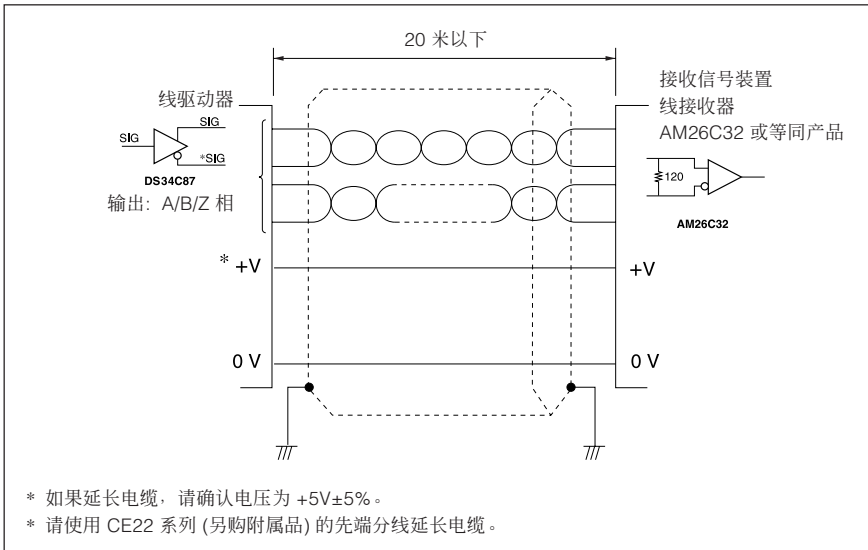 20 米以下
线驱动器
SIG
SIG
*SIG
DS34C87
输出: A/B/Z 相
接收信号装置
线接收器
AM26C32 或等同产品
120
AM26C32
* +V
+V
0 V
0 V
* 如果延长电缆，请确认电压为 +5V±5%。
* 请使用 CE22 系列 (另购附属品) 的先端分线延长电缆。